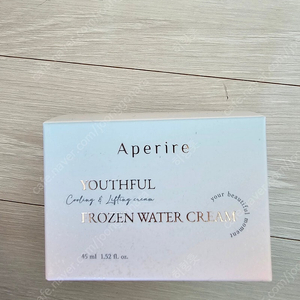 Aperire
YOUTHFUL
Cooling & Lifting cream
FROZEN WATER CREAM
your beautiful moment
45 ml 1.52 fl. oz.